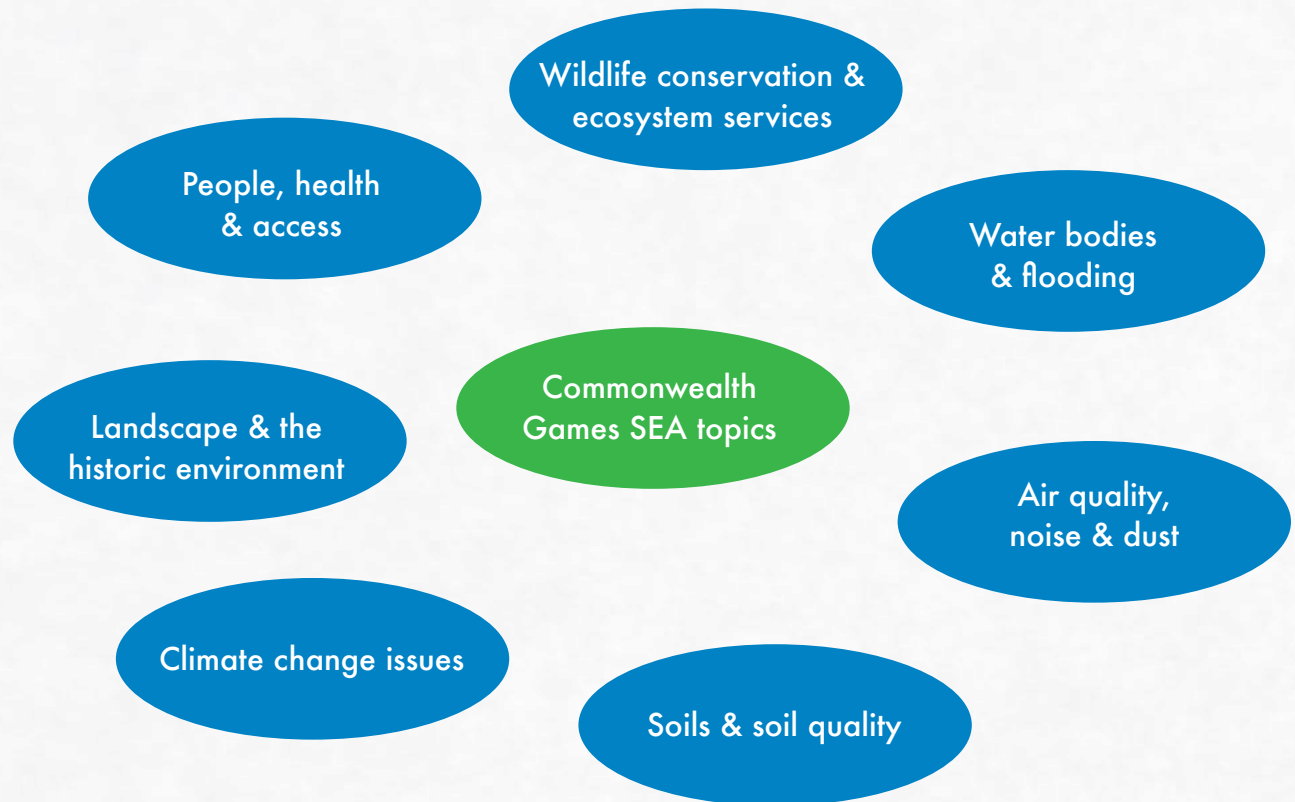 Wildlife conservation &
ecosystem services
People, health
& access
Water bodies
& flooding
Commonwealth
Games SEA topics
Landscape & the
historic environment
Air quality,
noise & dust
Climate change issues
Soils & soil quality